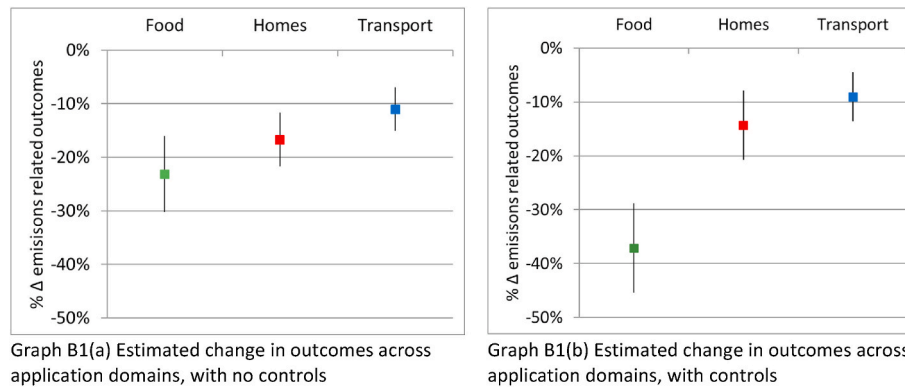 Food Homes Transport
0%
-10%
-20%
-30%
-40%
-50%
% Δ emisisons related outcomes
Graph B1(a) Estimated change in outcomes across
application domains, with no controls
Food Homes Transport
0%
-10%
-20%
-30%
-40%
-50%
% Δ emissions related outcomes
Graph B1(b) Estimated change in outcomes across
application domains, with controls